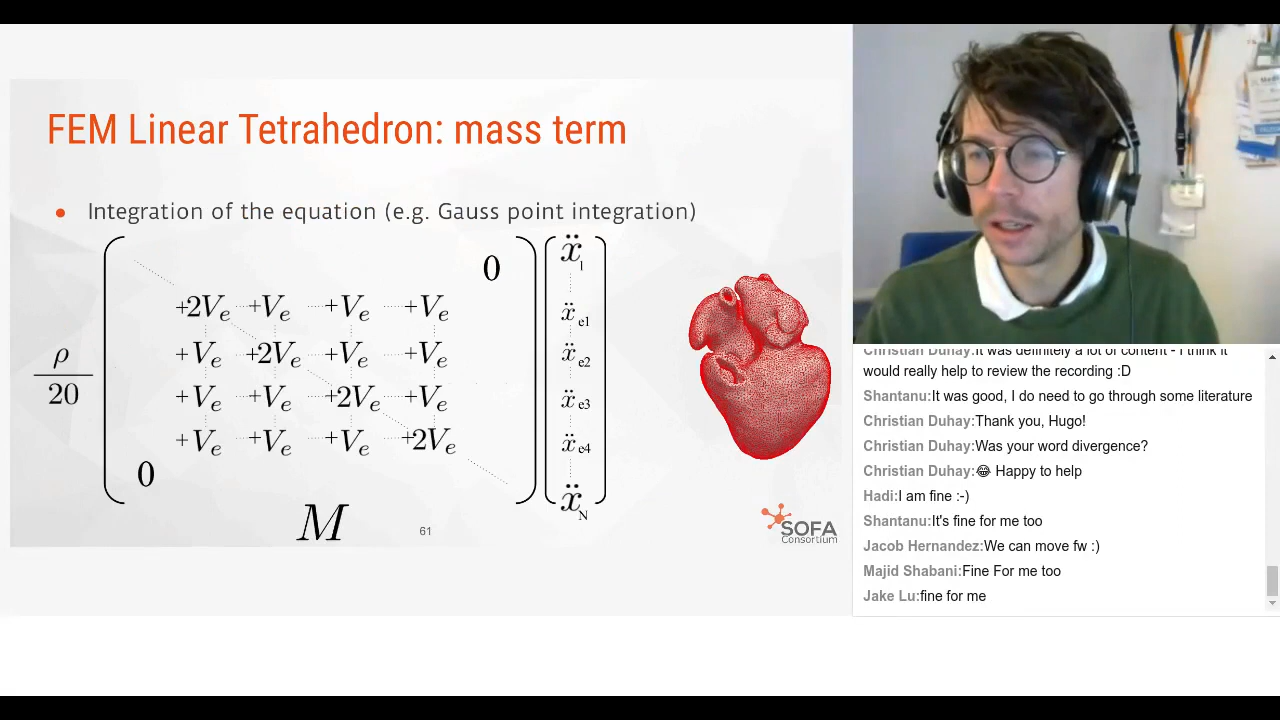 FEM Linear Tetrahedron: mass term
• Integration of the equation (e.g. Gauss point integration)
0 ẍ1
+2Ve +Ve +Ve +Ve ẍe1
+Ve +2Ve +Ve +Ve ẍe2
ρ
20
+Ve +Ve +2Ve +Ve ẍe3
+Ve +Ve +Ve +2Ve ẍe4
0 ẍN
M
61
SOFA
Consortium
Christian Duhay:It was definitely a lot of content - I think it
would really help to review the recording :D
Shantanu:It was good, I do need to go through some literature
Christian Duhay:Thank you, Hugo!
Christian Duhay:Was your word divergence?
Christian Duhay:😂 Happy to help
Hadi:I am fine :-)
Shantanu:It's fine for me too
Jacob Hernandez:We can move fw :)
Majid Shabani:Fine For me too
Jake Lu:fine for me